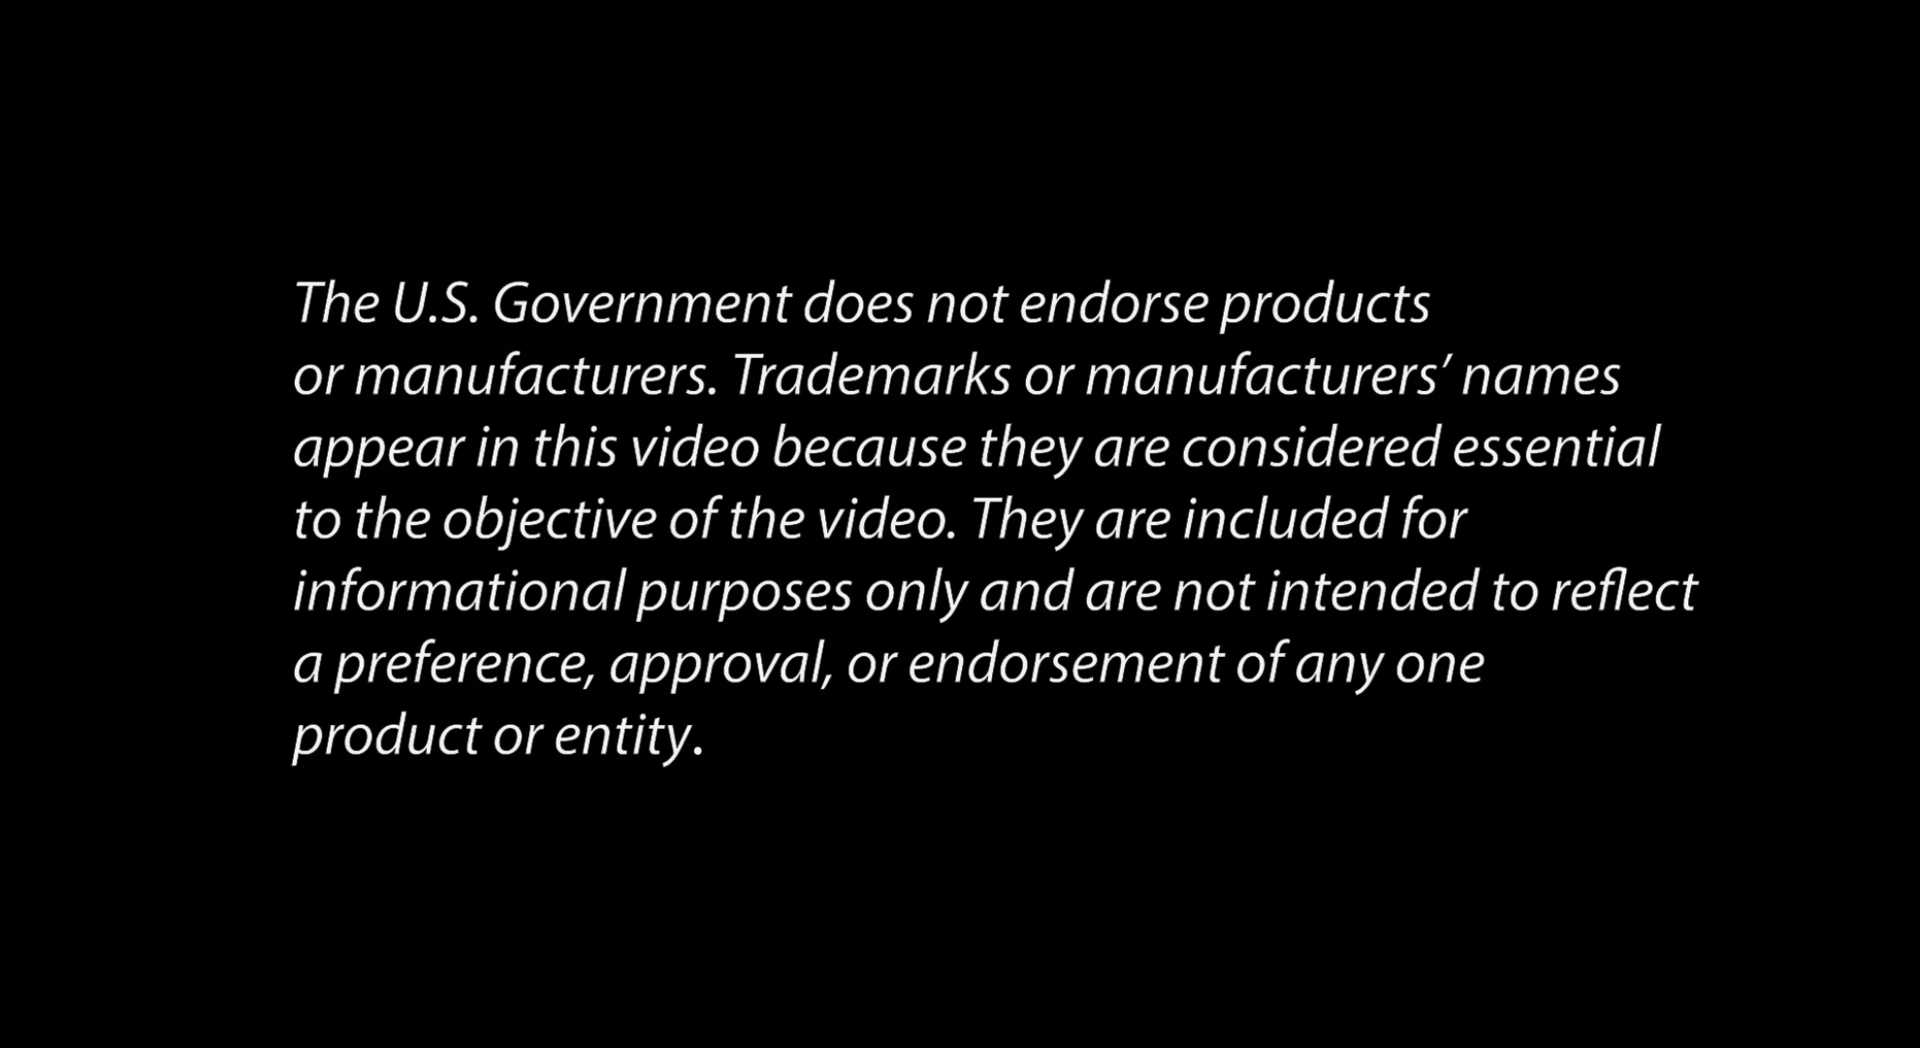 The U.S. Government does not endorse products
or manufacturers. Trademarks or manufacturers’ names
appear in this video because they are considered essential
to the objective of the video. They are included for
informational purposes only and are not intended to reflect
a preference, approval, or endorsement of any one
product or entity.